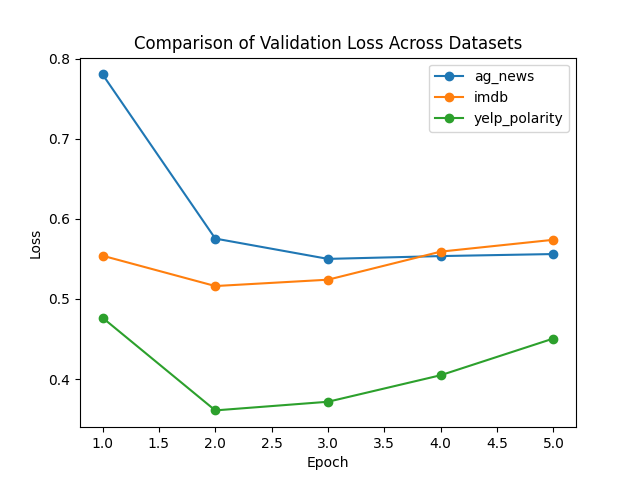 Comparison of Validation Loss Across Datasets
ag_news
imdb
yelp_polarity
Loss
0.8
0.7
0.6
0.5
0.4
1.0 1.5 2.0 2.5 3.0 3.5 4.0 4.5 5.0
Epoch